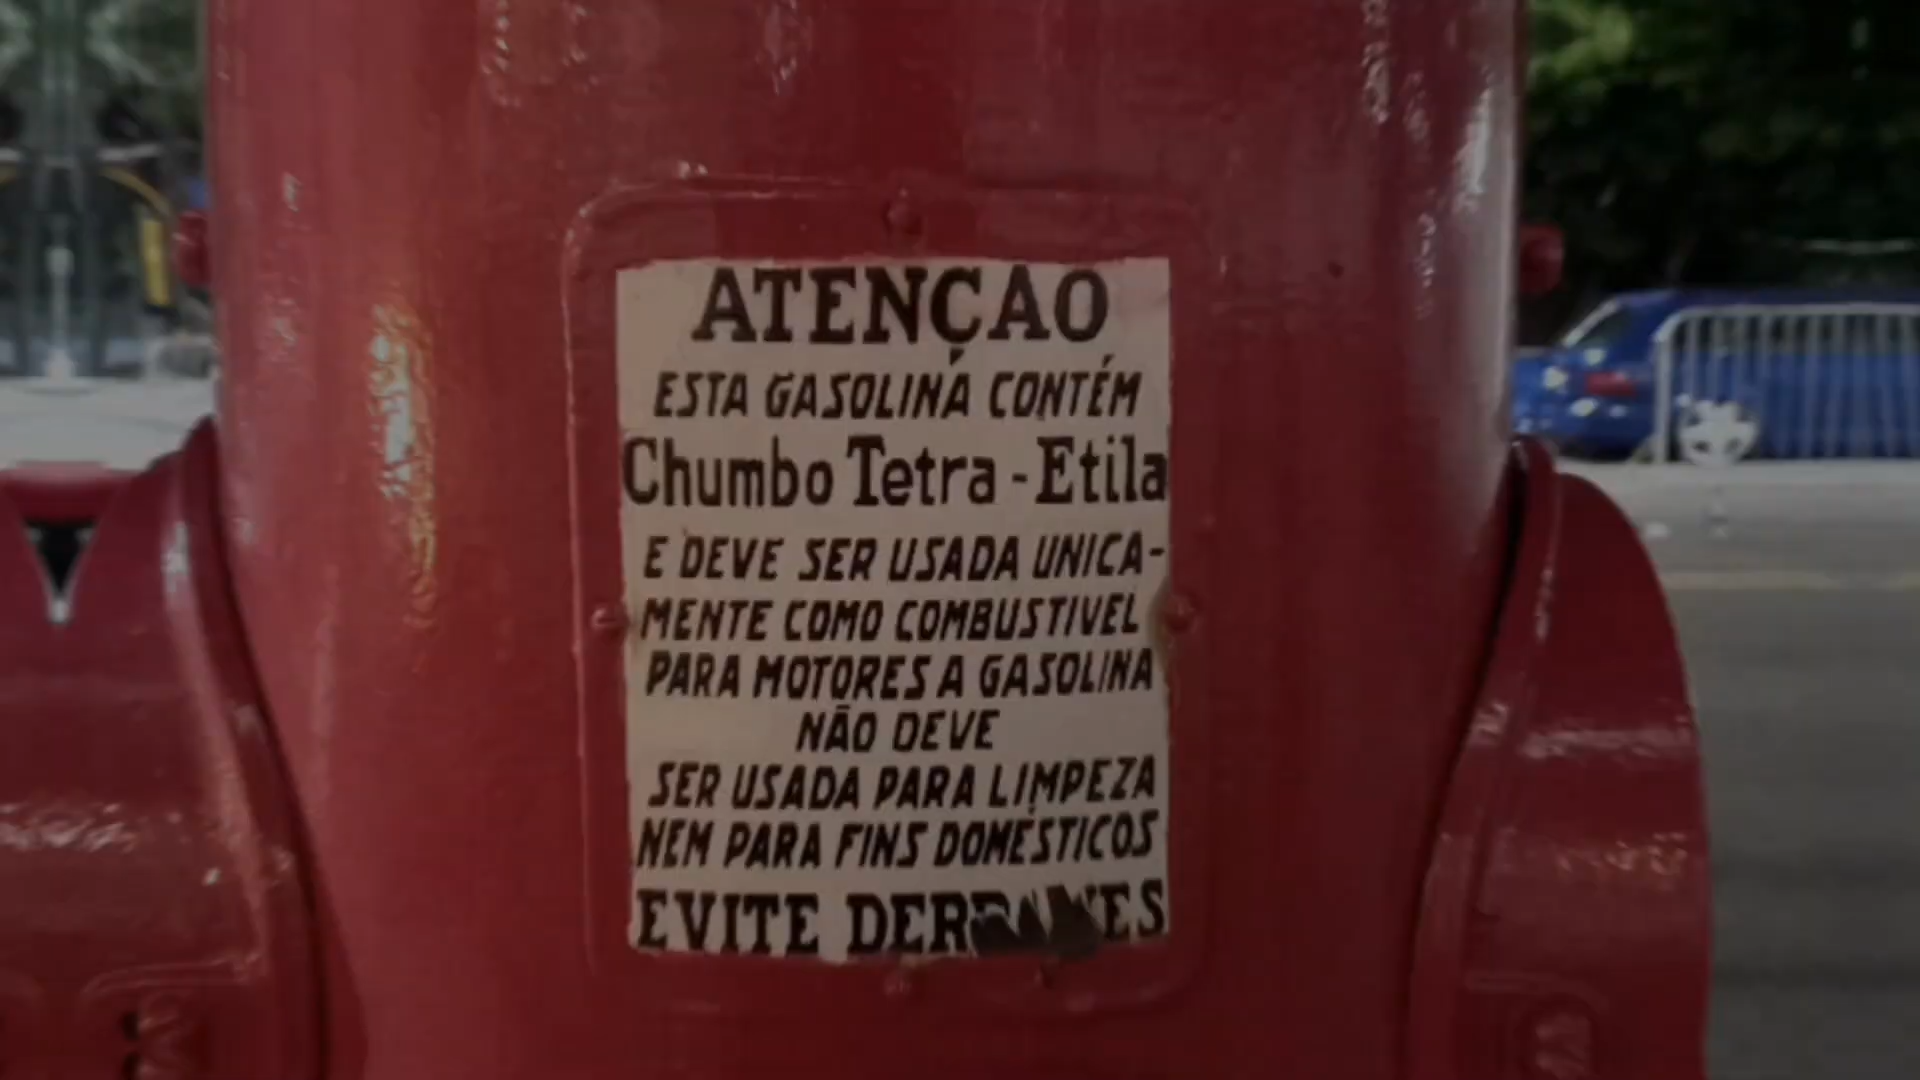 ATENÇAO
ESTA GASOLINA CONTÉM
Chumbo Tetra - Etila
E DEVE SER USADA UNICA-
MENTE COMO COMBUSTIVEL
PARA MOTORES A GASOLINA
NÃO DEVE
SER USADA PARA LIMPEZA
NEM PARA FINS DOMÉSTICOS
EVITE